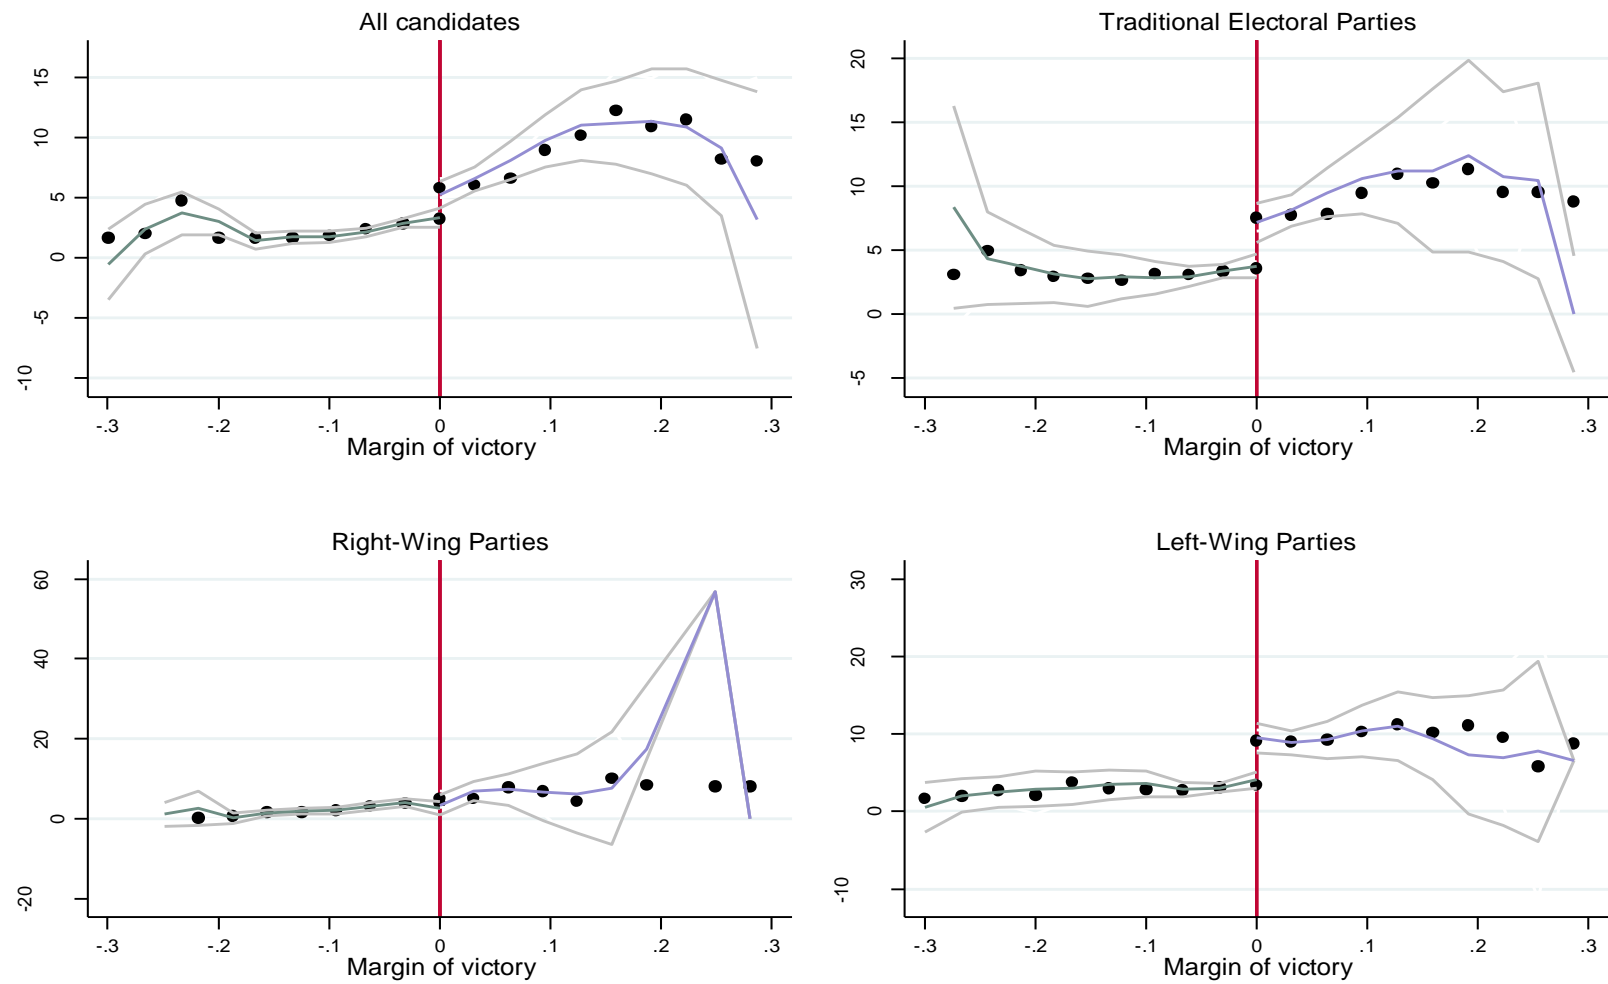 All candidates
15
10
5
0
-5
-10
-.3 -.2 -.1 0 .1 .2 .3
Margin of victory
Traditional Electoral Parties
20
15
10
5
0
-5
-.3 -.2 -.1 0 .1 .2 .3
Margin of victory
Right-Wing Parties
60
40
20
0
-20
-.3 -.2 -.1 0 .1 .2 .3
Margin of victory
Left-Wing Parties
30
20
10
0
-10
-.3 -.2 -.1 0 .1 .2 .3
Margin of victory